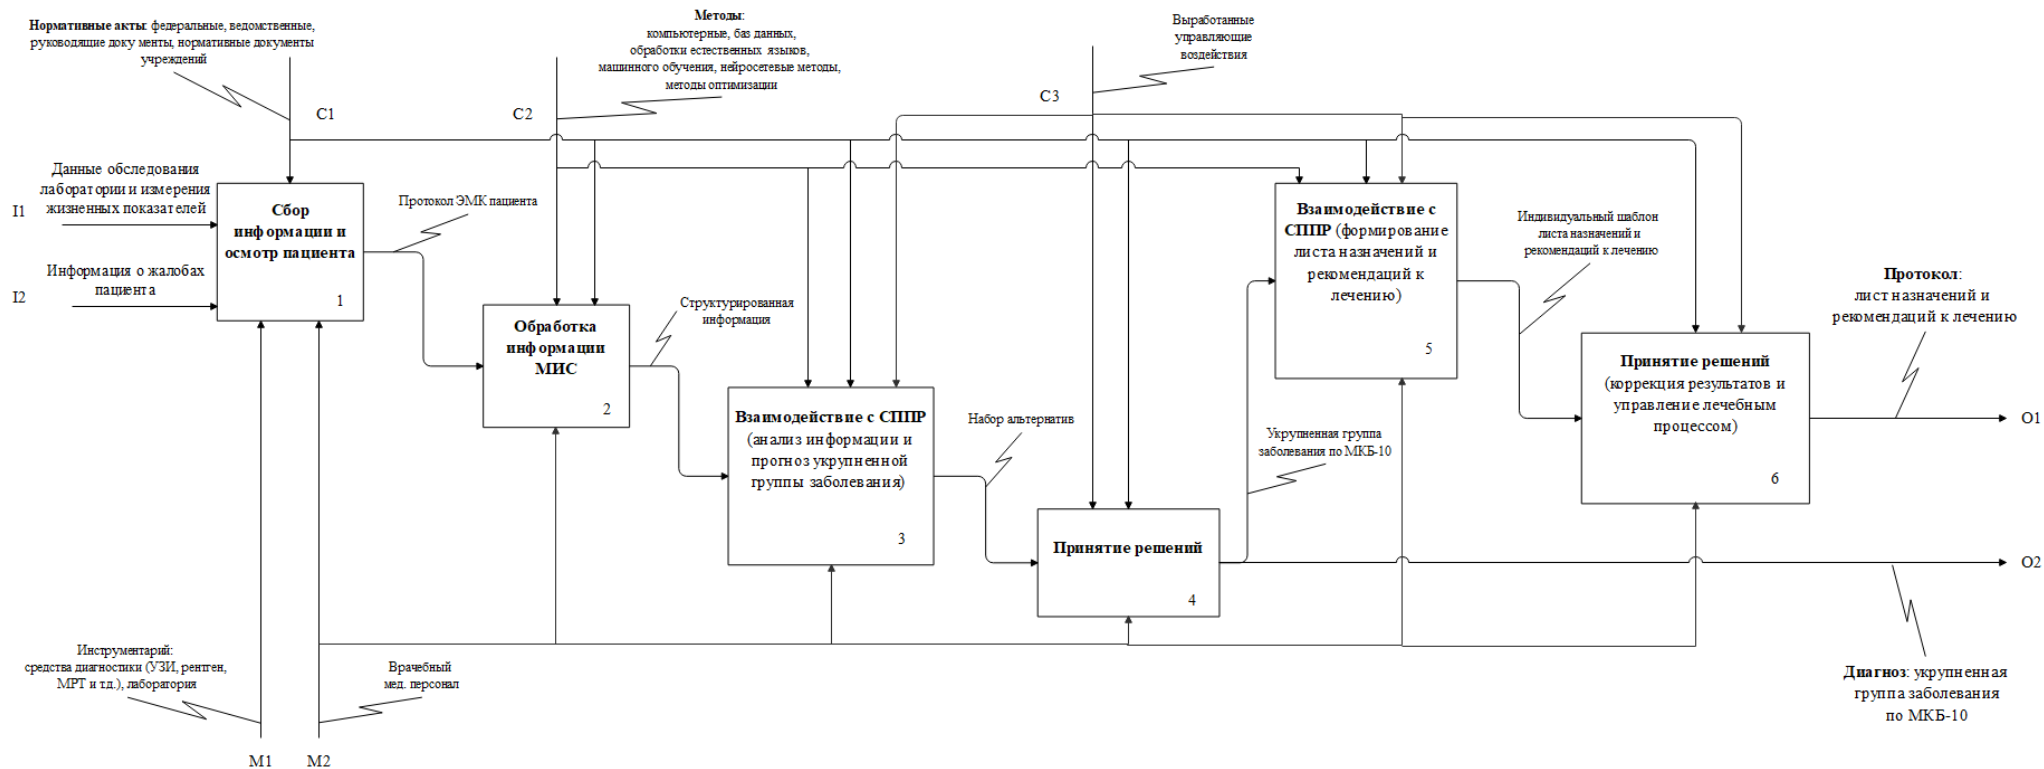 Нормативные акты: федеральные, ведомственные,
руководящие документы, нормативные документы
учреждений
Методы:
компьютерные, баз данных,
обработки естественных языков,
машинного обучения, нейросетевые методы,
методы оптимизации
Выработанные
управляющие
воздействия
C1
C2
C3
Данные обследования
лаборатории и измерения
жизненных показателей
I1
Информация о жалобах
пациента
I2
Сбор
информации и
осмотр пациента
1
Протокол ЭМК пациента
Обработка
информации
МИС
2
Структурированная
информация
Взаимодействие с СППР
(анализ информации и
прогноз укрупненной
группы заболевания)
3
Набор альтернатив
Принятие решений
4
Укрупненная группа
заболевания по МКБ-10
Взаимодействие с
СППР (формирование
листа назначений и
рекомендаций к
лечению)
5
Индивидуальный шаблон
листа назначений и
рекомендаций к лечению
Принятие решений
(коррекция результатов и
управление лечебным
процессом)
6
Протокол:
лист назначений и
рекомендаций к лечению
O1
O2
Диагноз: укрупненная
группа заболевания
по МКБ-10
Инструментарий:
средства диагностики (УЗИ, рентген,
МРТ и т.д.), лаборатория
Врачебный
мед. персонал
M1
M2